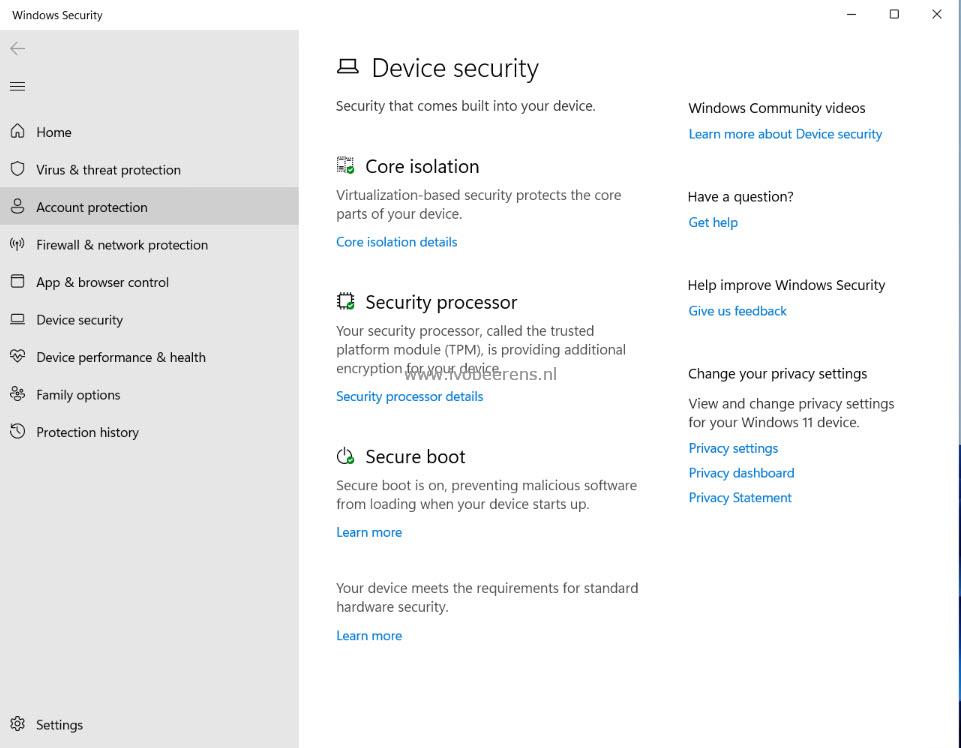 Windows Security
Home
Virus & threat protection
Account protection
Firewall & network protection
App & browser control
Device security
Device performance & health
Family options
Protection history
Settings
Device security
Security that comes built into your device.
Core isolation
Virtualization-based security protects the core
parts of your device.
Core isolation details
Security processor
Your security processor, called the trusted
platform module (TPM), is providing additional
encryption for your device.
www.ivobeerens.nl
Security processor details
Secure boot
Secure boot is on, preventing malicious software
from loading when your device starts up.
Learn more
Your device meets the requirements for standard
hardware security.
Learn more
Windows Community videos
Learn more about Device security
Have a question?
Get help
Help improve Windows Security
Give us feedback
Change your privacy settings
View and change privacy settings
for your Windows 11 device.
Privacy settings
Privacy dashboard
Privacy Statement